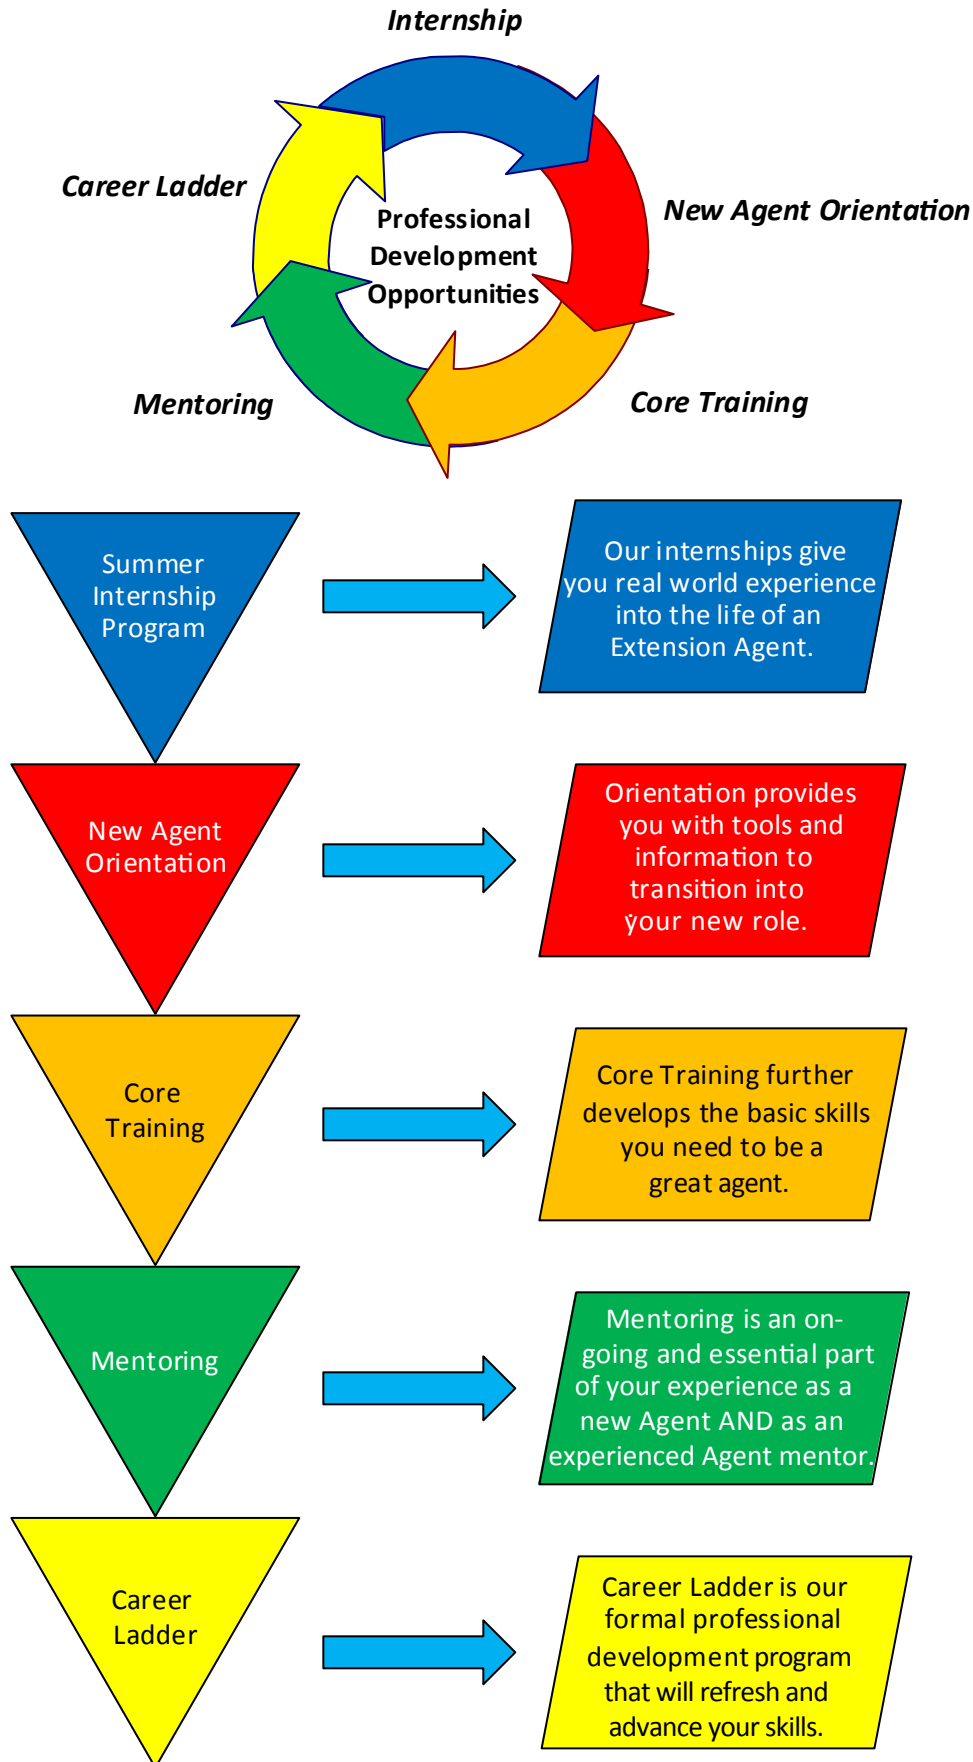 Internship
Career Ladder
New Agent Orientation
Professional
Development
Opportunities
Mentoring
Core Training
Summer
Internship
Program
Our internships give
you real world experience
into the life of an
Extension Agent.
New Agent
Orientation
Orientation provides
you with tools and
information to
transition into
your new role.
Core
Training
Core Training further
develops the basic skills
you need to be a
great agent.
Mentoring
Mentoring is an on-
going and essential part
of your experience as a
new Agent AND as an
experienced Agent mentor.
Career
Ladder
Career Ladder is our
formal professional
development program
that will refresh and
advance your skills.